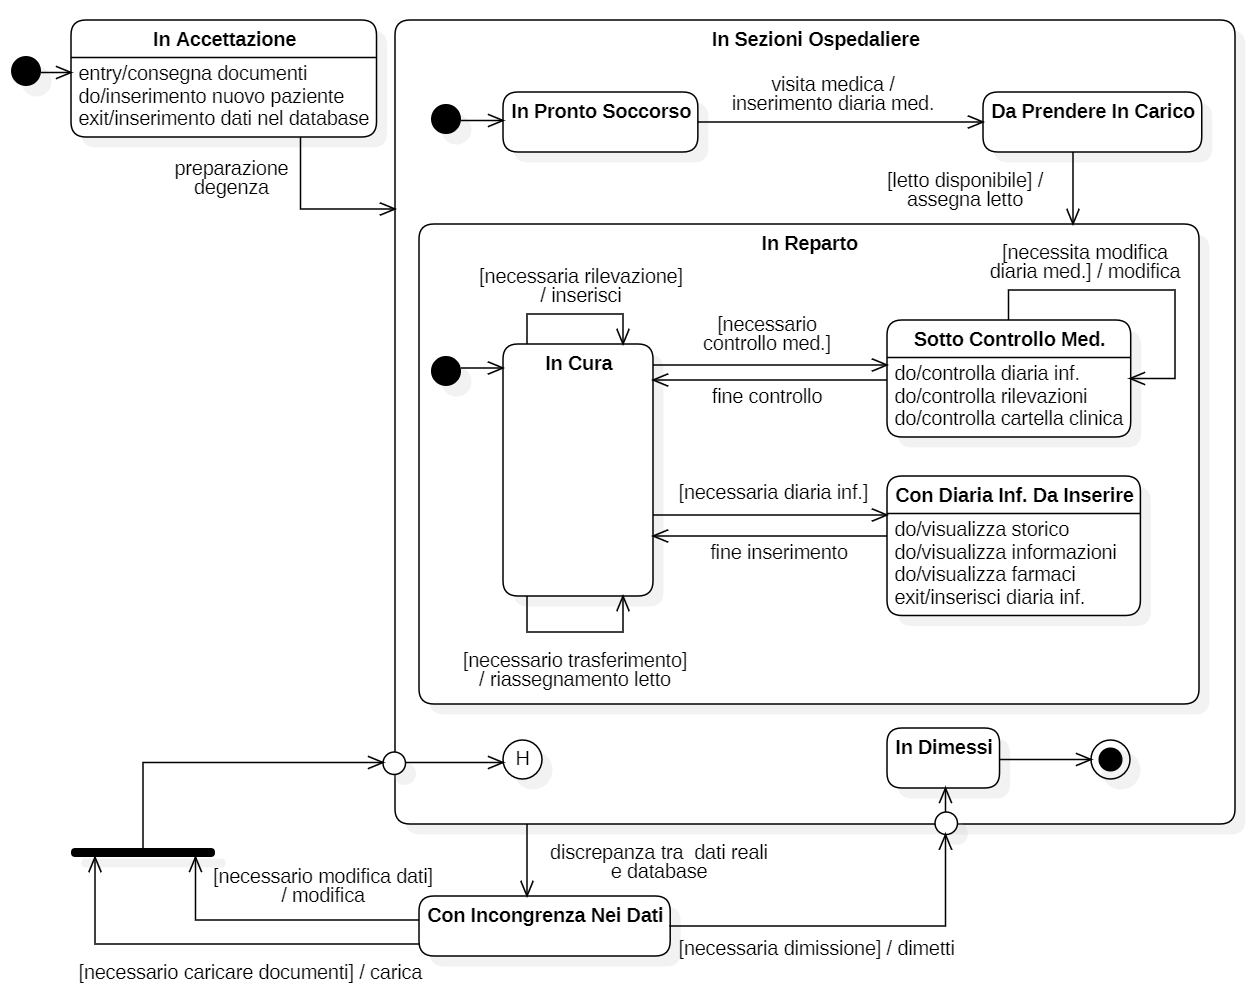 In Accettazione
entry/consegna documenti
do/inserimento nuovo paziente
exit/inserimento dati nel database
preparazione
degenza
In Sezioni Ospedaliere
In Pronto Soccorso
visita medica /
inserimento diaria med.
Da Prendere In Carico
[letto disponibile] /
assegna letto
In Reparto
[necessaria rilevazione]
/ inserisci
[necessita modifica
diaria med.] / modifica
In Cura
[necessario
controllo med.]
fine controllo
Sotto Controllo Med.
do/controlla diaria inf.
do/controlla rilevazioni
do/controlla cartella clinica
[necessaria diaria inf.]
fine inserimento
Con Diaria Inf. Da Inserire
do/visualizza storico
do/visualizza informazioni
do/visualizza farmaci
exit/inserisci diaria inf.
[necessario trasferimento]
/ riassegnamento letto
H
In Dimessi
discrepanza tra  dati reali
e database
[necessario modifica dati]
/ modifica
Con Incongrenza Nei Dati
[necessaria dimissione] / dimetti
[necessario caricare documenti] / carica